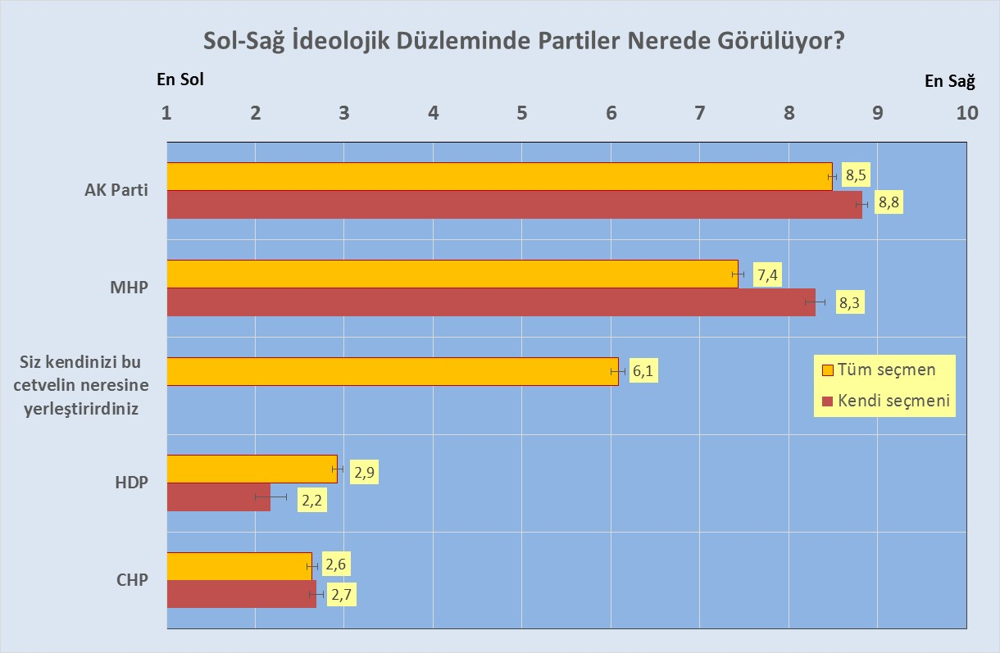 Sol-Sağ İdeolojik Düzleminde Partiler Nerede Görülüyor?
En Sol
En Sağ
1 2 3 4 5 6 7 8 9 10
AK Parti
8,5
8,8
MHP
7,4
8,3
Siz kendinizi bu
cetvelin neresine
yerleştirirdiniz
6,1
Tüm seçmen
Kendi seçmeni
HDP
2,9
2,2
CHP
2,6
2,7